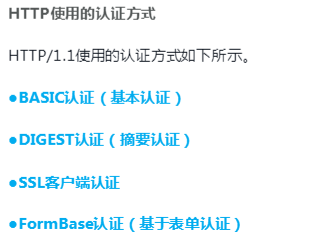 HTTP使用的认证方式
HTTP/1.1使用的认证方式如下所示。
●BASIC认证（基本认证）
●DIGEST认证（摘要认证）
●SSL客户端认证
●FormBase认证（基于表单认证）